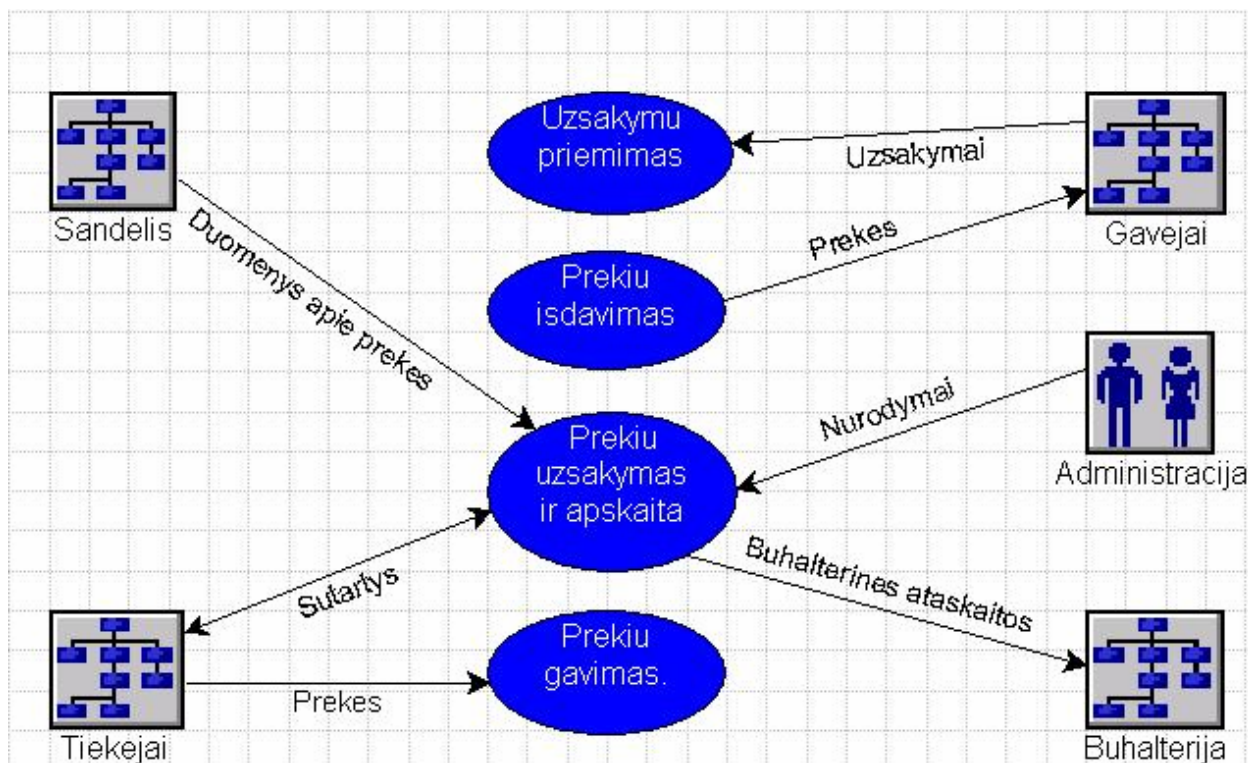 Uzsakymu
priemimas
Uzsakymai
Sandelis
Gavejai
Duomenys apie prekes
Prekes
Prekiu
isdavimas
Nurodymai
Administracija
Prekiu
uzsakymas
ir apskaita
Sutartys
Buhalterines ataskaitos
Prekiu
gavimas.
Prekes
Tiekejai
Buhalterija